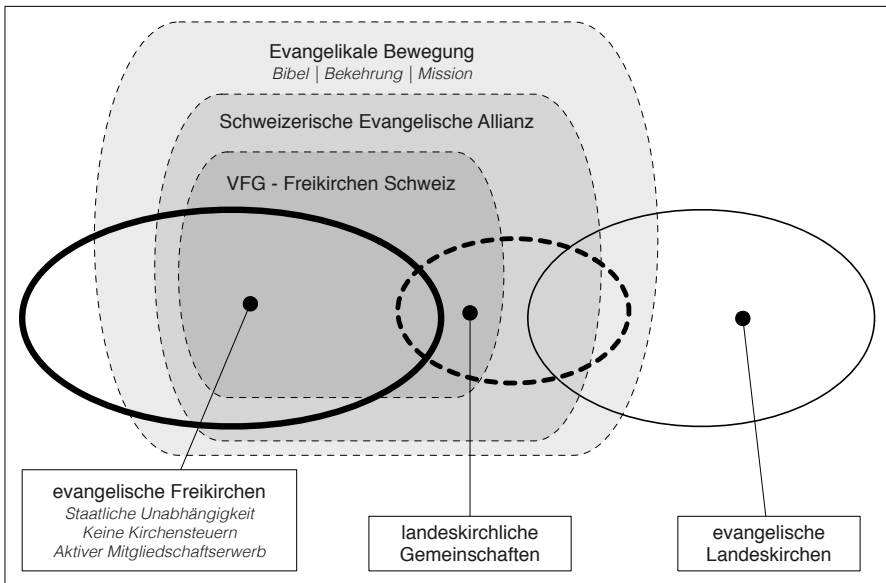 Evangelikale Bewegung
Bibel | Bekehrung | Mission
Schweizerische Evangelische Allianz
VFG - Freikirchen Schweiz
evangelische Freikirchen
Staatliche Unabhängigkeit
Keine Kirchensteuern
Aktiver Mitgliedschaftserwerb
landeskirchliche
Gemeinschaften
evangelische
Landeskirchen